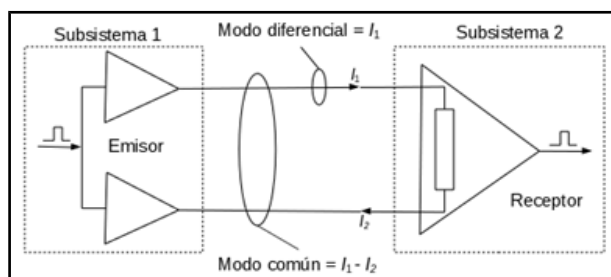 Modo diferencial = I₁
Subsistema 1
Subsistema 2
I₁
Emisor
Receptor
I₂
Modo común = I₁ - I₂